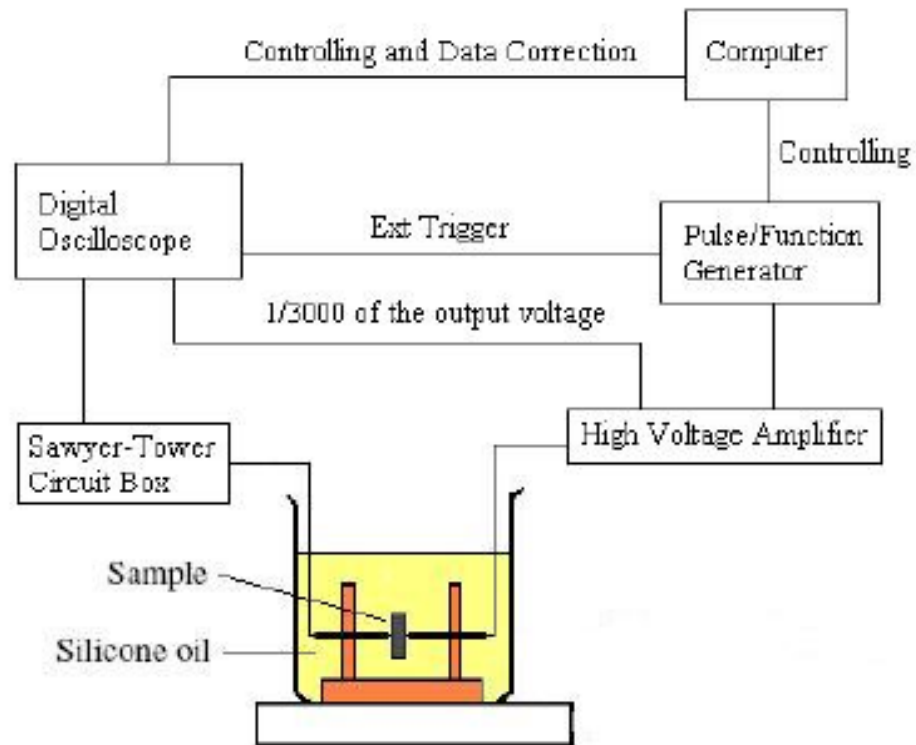 Controlling and Data Correction
Computer
Controlling
Digital
Oscilloscope
Ext Trigger
Pulse/Function
Generator
1/3000 of the output voltage
Sawyer-Tower
Circuit Box
High Voltage Amplifier
Sample
Silicone oil